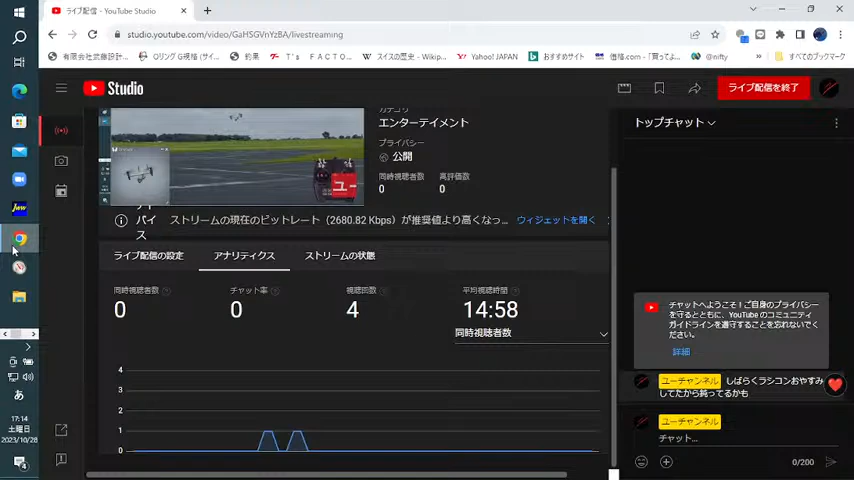 ライブ配信 - YouTube Studio
studio.youtube.com/video/GaHSGVnYzBA/livestreaming
有限会社武藤設計...
Oリング G規格 (サイ...
釣果
T's FACTO...
スイスの歴史 - Wikip...
Yahoo! JAPAN
おすすめサイト
価格.com -「買ってよ...
@nifty
すべてのブックマーク
Studio
ライブ配信を終了
カテゴリ
エンターテイメント
プライバシー
公開
同時視聴者数
高評価数
0
0
ユー
トップチャット
バイ
ス
ストリームの現在のビットレート（2680.82 Kbps）が推奨値より高くなっ...
ウィジェットを開く
ライブ配信の設定
アナリティクス
ストリームの状態
同時視聴者数
チャット率
視聴回数
平均視聴時間
0
0
4
14:58
同時視聴者数
4
3
2
1
0
チャットへようこそ！ご自身のプライバシー
を守るとともに、YouTube のコミュニティ
ガイドラインを遵守することを忘れないでく
ださい。
詳細
ユーチャンネル しばらくラシコンおやすみ
してたから鈍ってるかも
ユーチャンネル
チャット...
0/200
Jww
あ
17:14
土曜日
2023/10/28
4